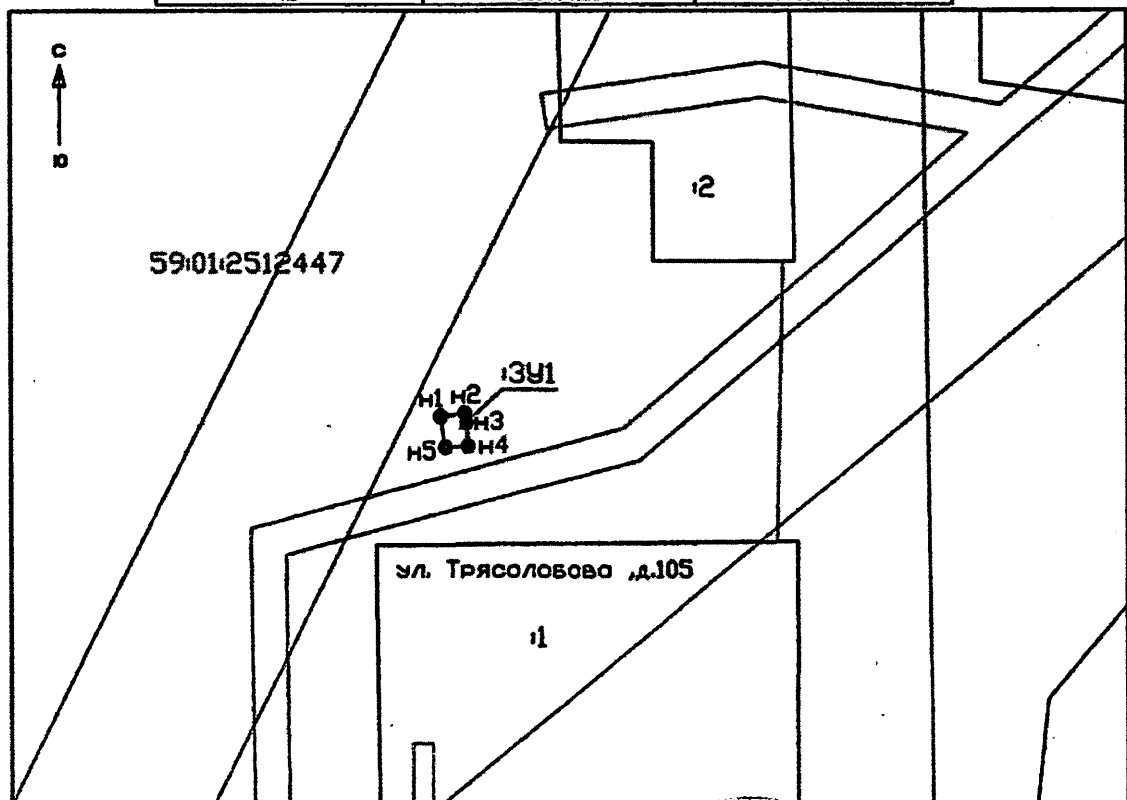 С
Ю
:2
59:01:2512447
:ЗУ1
н1 н2
н3
н5 н4
ул. Трясолобова ,д.105
:1